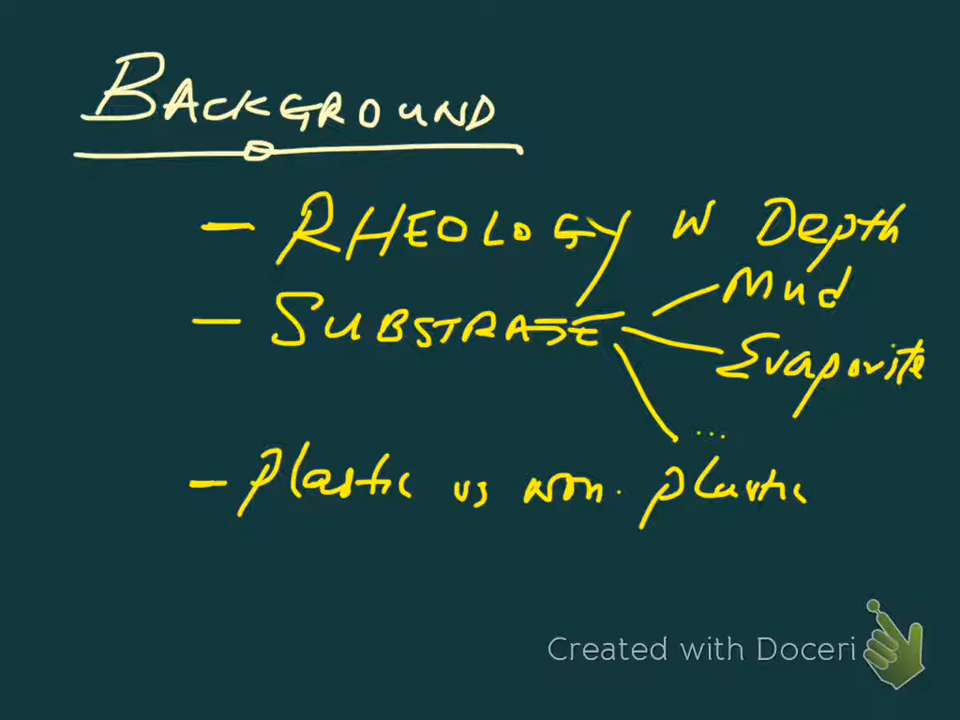 BACKGROUND
- RHEOLOGY W Depth
- SUBSTRATE
Mud
Evaporite
...
- Plastic vs non. plastic
Created with Doceri